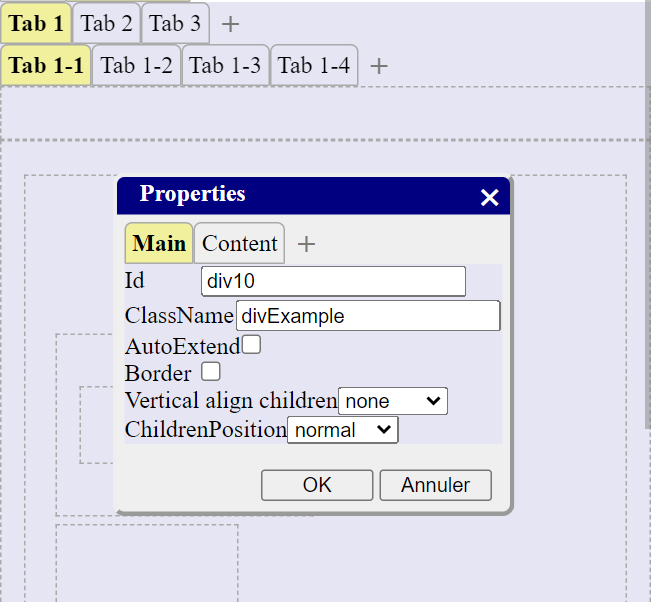 Tab 1 Tab 2 Tab 3 +
Tab 1-1 Tab 1-2 Tab 1-3 Tab 1-4 +
Properties ×
Main Content +
Id div10
ClassName divExample
AutoExtend
Border
Vertical align children none
ChildrenPosition normal
OK Annuler